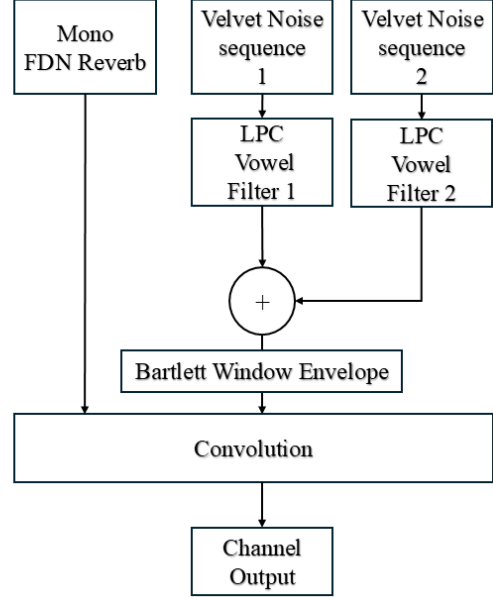 Mono
FDN Reverb
Velvet Noise
sequence
1
Velvet Noise
sequence
2
LPC
Vowel
Filter 1
LPC
Vowel
Filter 2
+
Bartlett Window Envelope
Convolution
Channel
Output